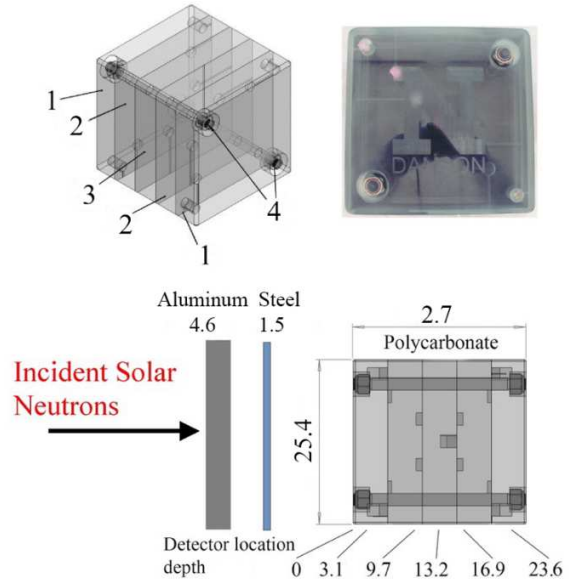 1
2
3
2
1
4
DAMSON
Aluminum Steel
4.6 1.5
2.7
Polycarbonate
25.4
Incident Solar
Neutrons
Detector location
depth
0 3.1 9.7 13.2 16.9 23.6